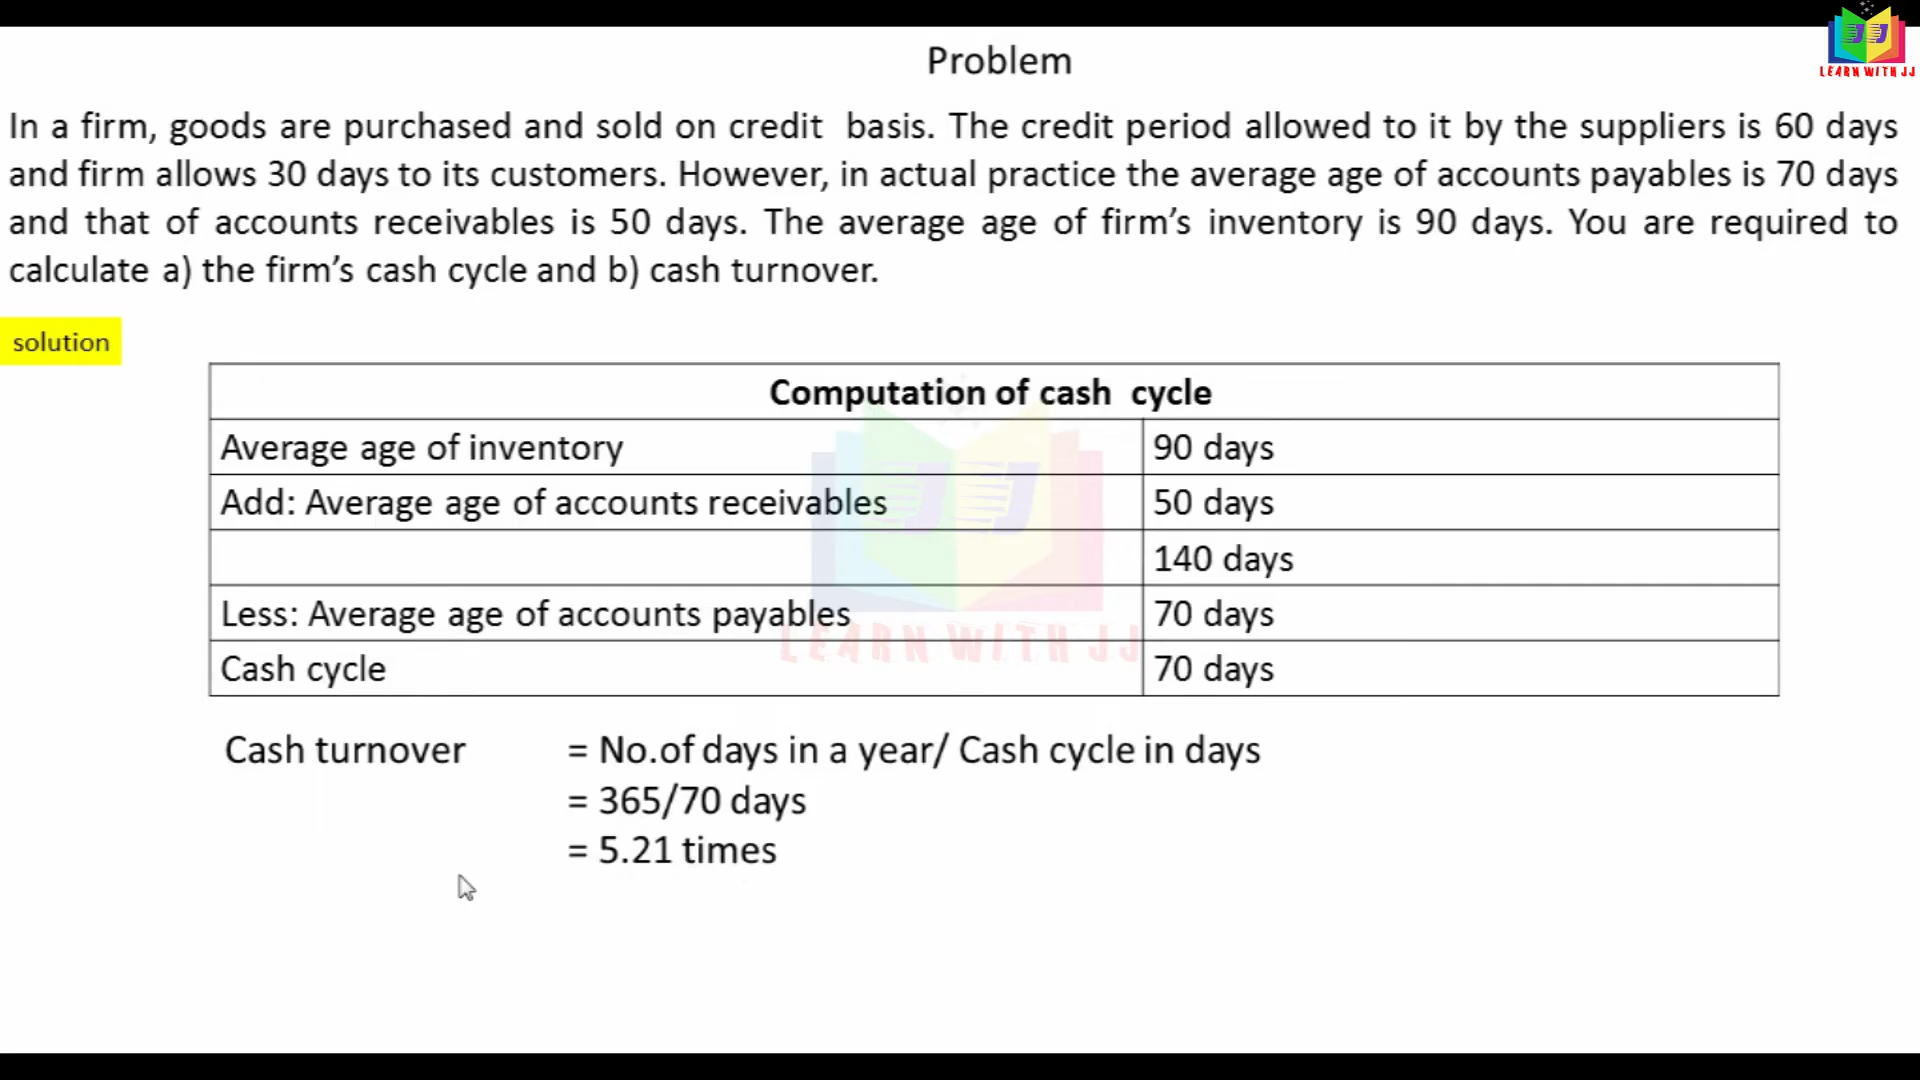 LEARN WITH JJ
Problem
In a firm, goods are purchased and sold on credit basis. The credit period allowed to it by the suppliers is 60 days
and firm allows 30 days to its customers. However, in actual practice the average age of accounts payables is 70 days
and that of accounts receivables is 50 days. The average age of firm's inventory is 90 days. You are required to
calculate a) the firm's cash cycle and b) cash turnover.
solution
Computation of cash cycle
Average age of inventory 90 days
Add: Average age of accounts receivables 50 days
140 days
Less: Average age of accounts payables 70 days
LEARN WITH JJ
Cash cycle 70 days
Cash turnover = No.of days in a year/ Cash cycle in days
= 365/70 days
= 5.21 times